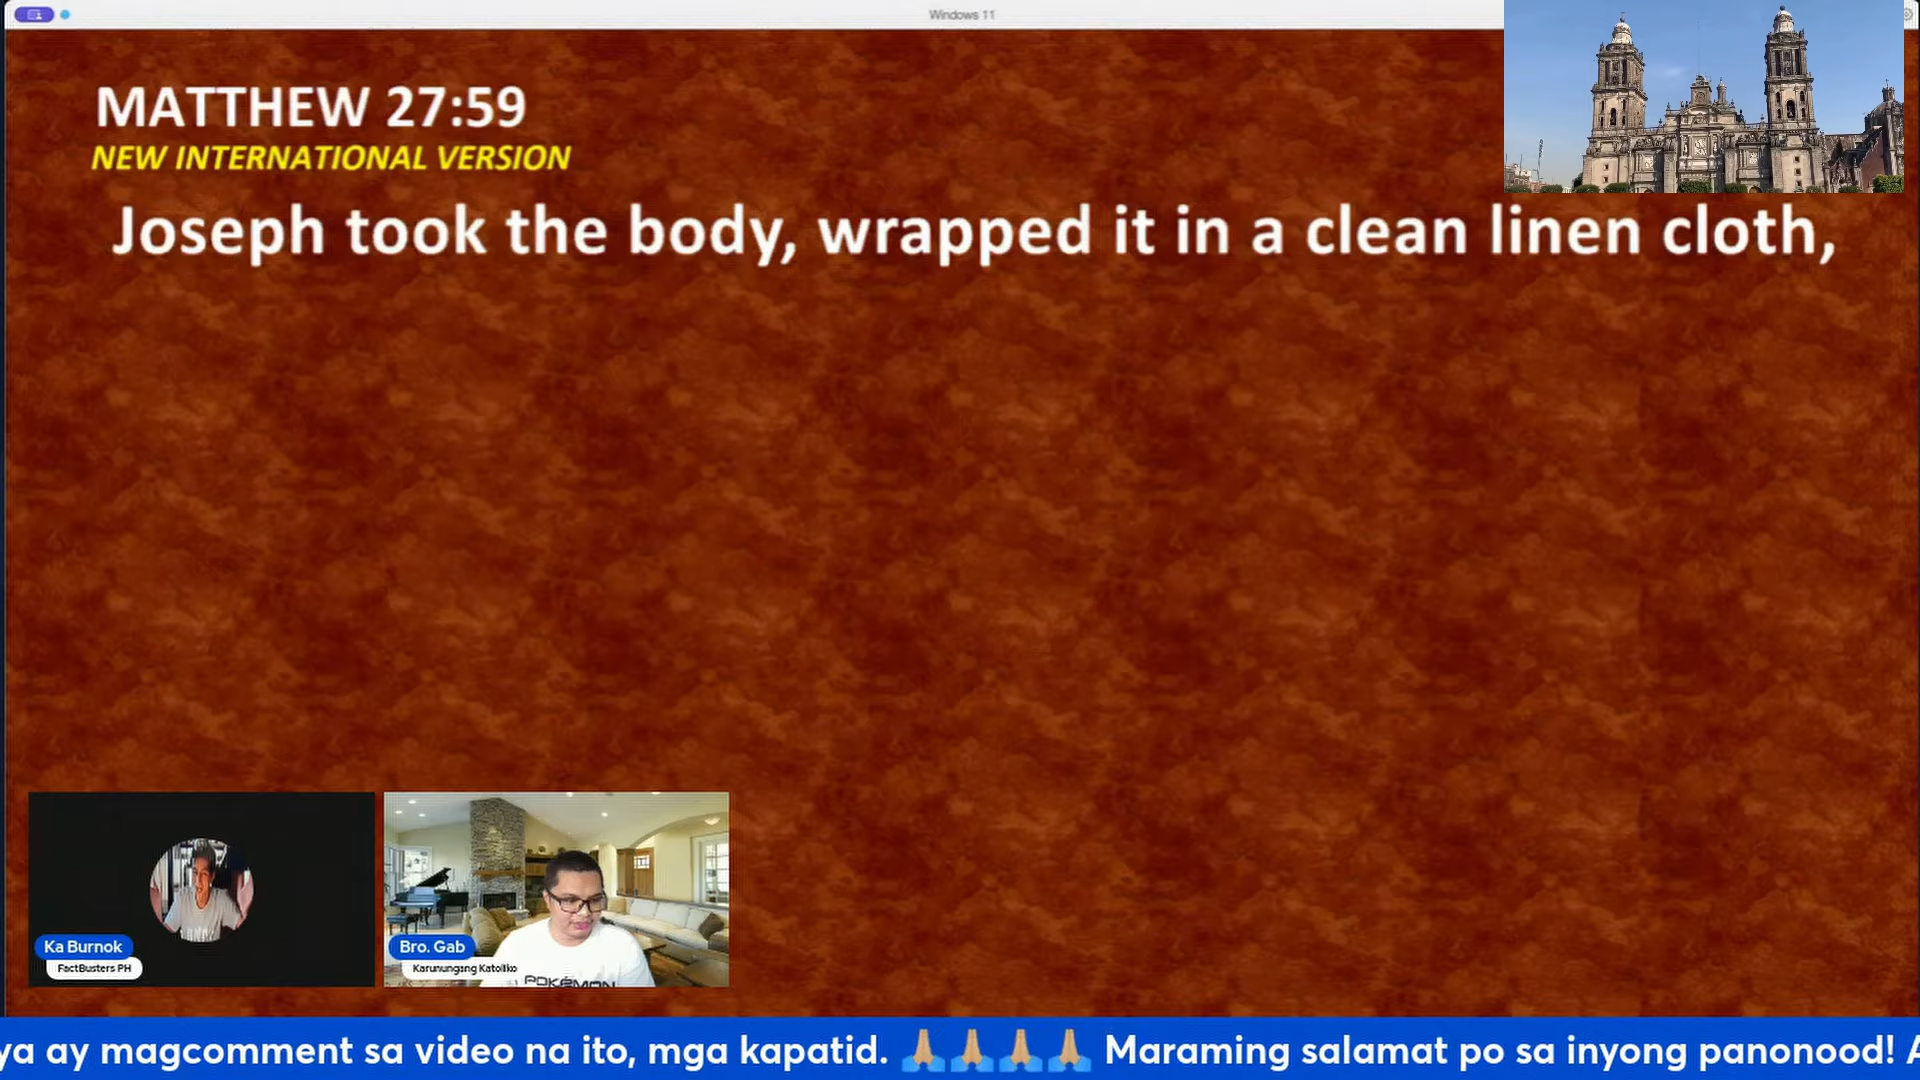 Windows 11
MATTHEW 27:59
NEW INTERNATIONAL VERSION
Joseph took the body, wrapped it in a clean linen cloth,
Ka Burnok
FactBusters PH
Bro. Gab
Karunungang Katoliko
POKÉMON
ya ay magcomment sa video na ito, mga kapatid. 🙏🏼🙏🏼🙏🏼🙏🏼 Maraming salamat po sa inyong panonood! A